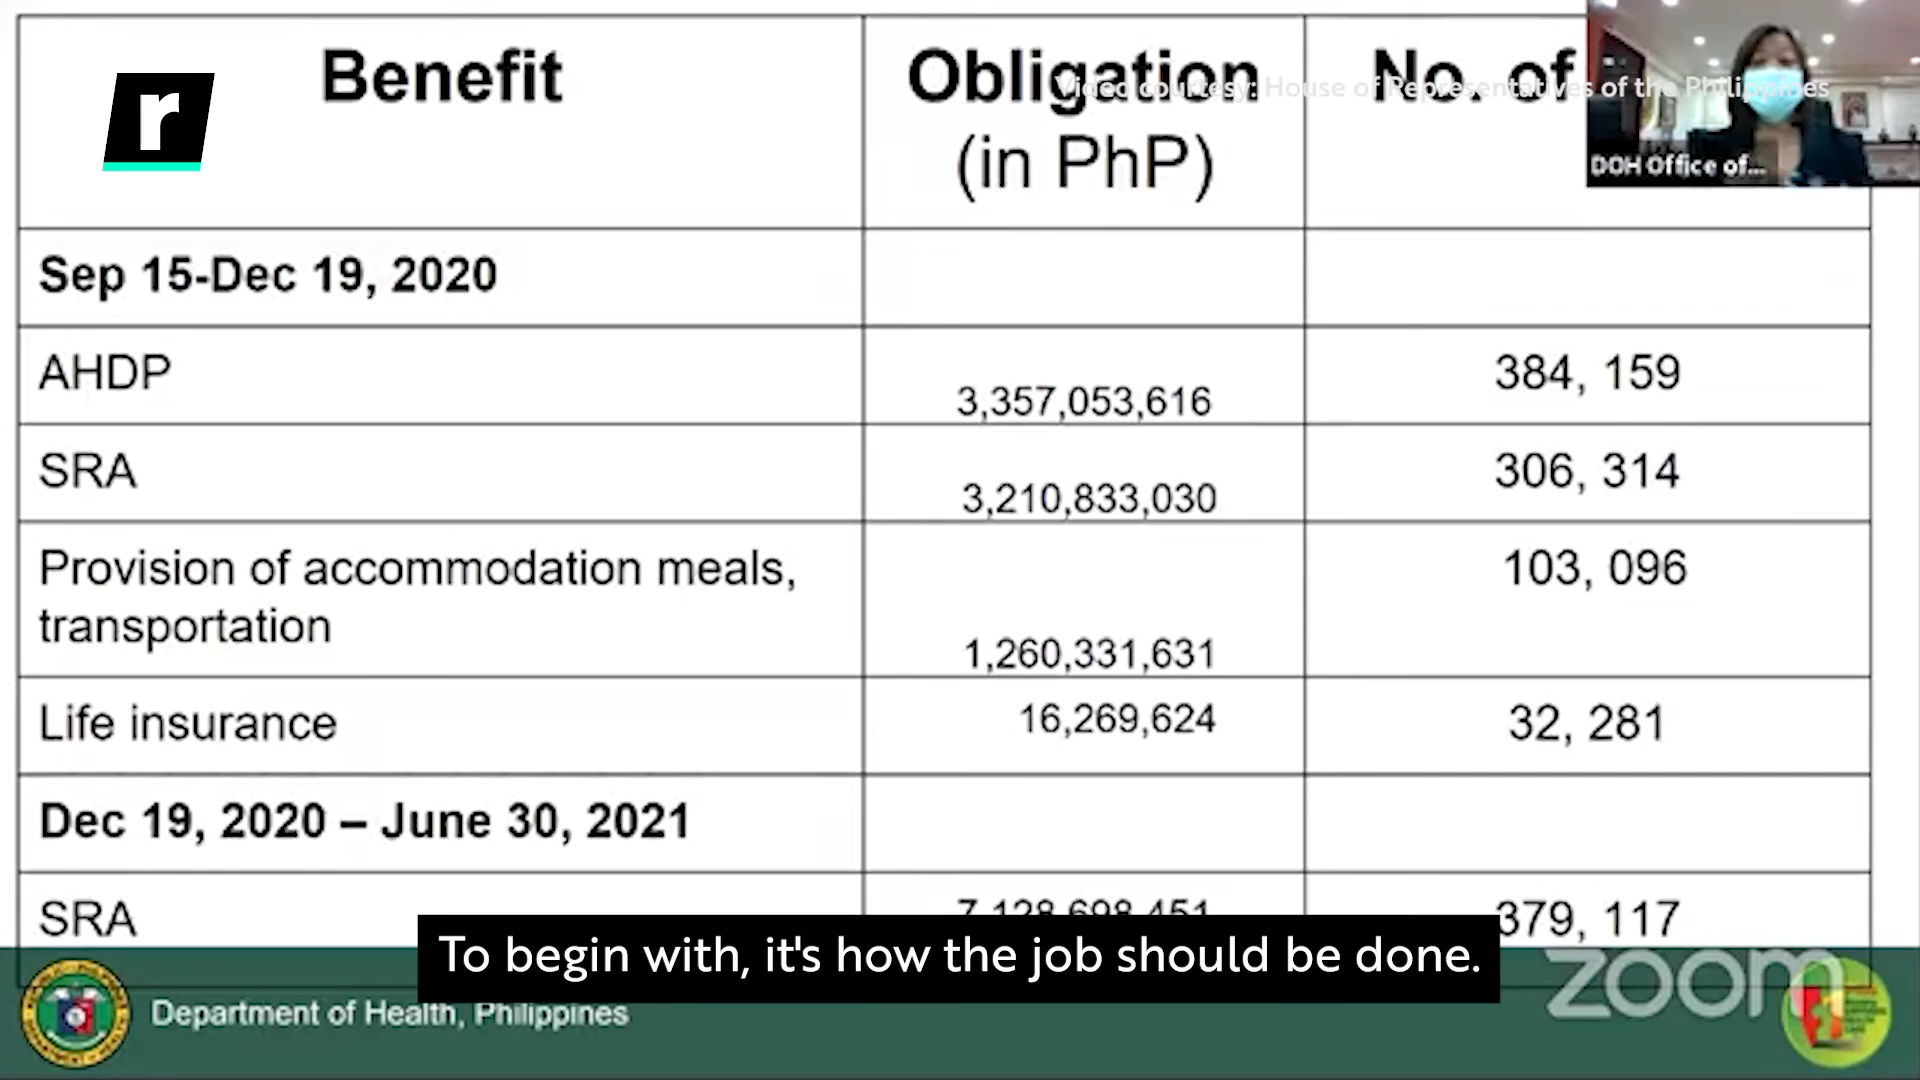 Benefit
Obligation
(in PhP)
No. of
r
Video courtesy: House of Representatives of the Philippines
DOH Office of...
Sep 15-Dec 19, 2020
AHDP
3,357,053,616
384, 159
SRA
3,210,833,030
306, 314
Provision of accommodation meals,
transportation
1,260,331,631
103, 096
Life insurance
16,269,624
32, 281
Dec 19, 2020 – June 30, 2021
SRA
7,128,698,451
379, 117
To begin with, it's how the job should be done.
Department of Health, Philippines
zoom